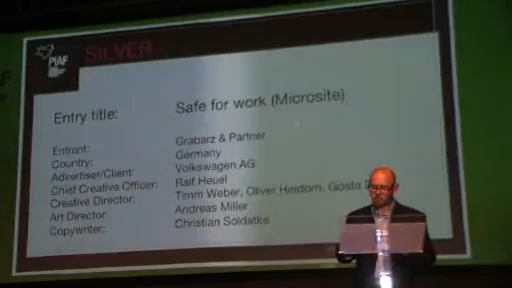 PIAF
SILVER
Entry title: Safe for work (Microsite)
Entrant: Grabarz & Partner
Country: Germany
Advertiser/Client: Volkswagen AG
Chief Creative Officer: Ralf Heuel
Creative Director: Timm Weber, Oliver Heidorn, Gosta
Art Director: Andreas Miller
Copywriter: Christian Soldatke